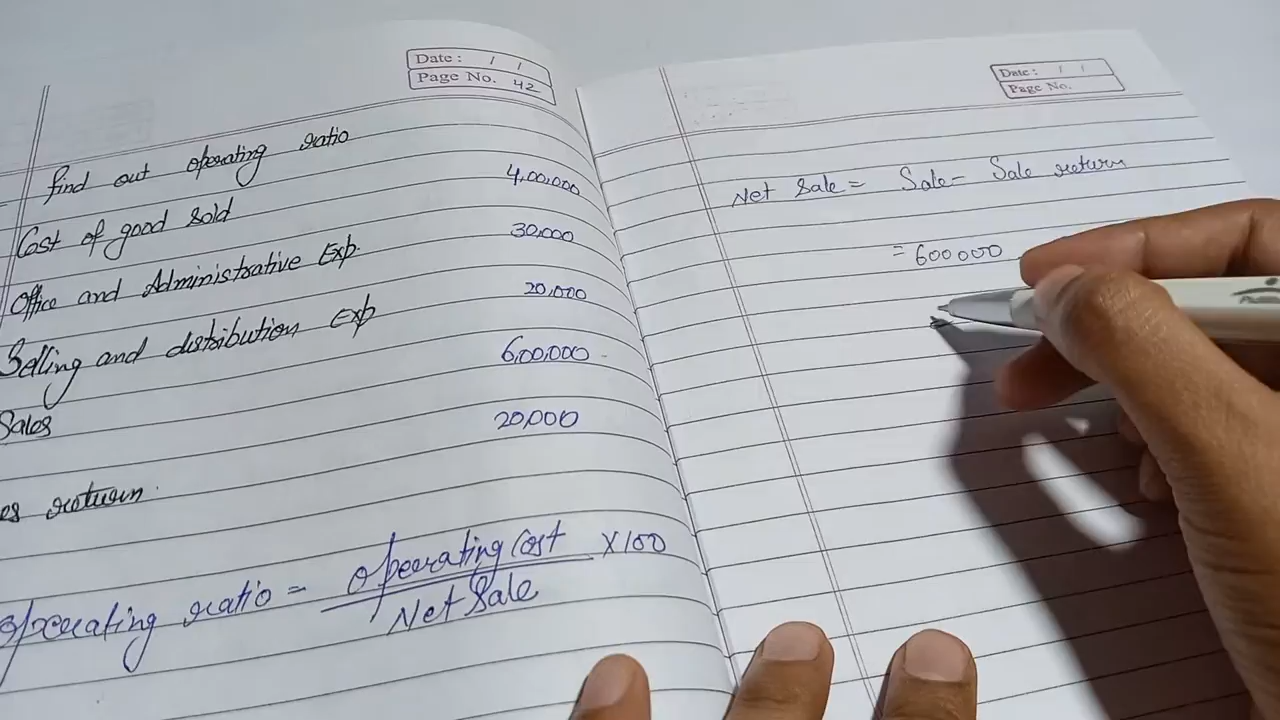 Date : / /
Page No. 42
find out operating ratio
Cost of good sold 4,00,000
Office and Administrative Exp. 30,000
Selling and distribution Exp 20,000
Sales 6,00,000
es return. 20,000
operating ratio = operating Cost / Net Sale X 100
Date : / /
Page No.
Net Sale = Sale - Sale return
= 600000